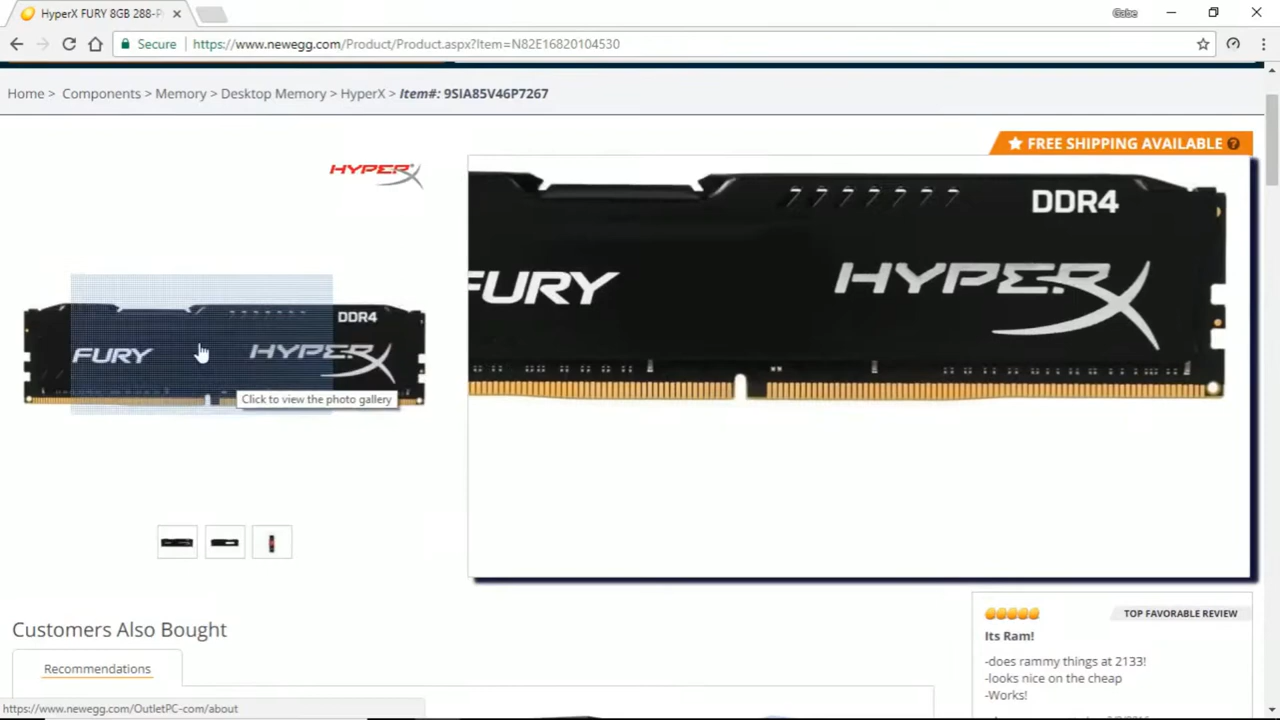 HyperX FURY 8GB 288-P
Gabe
Secure
https://www.newegg.com/Product/Product.aspx?Item=N82E16820104530
Home > Components > Memory > Desktop Memory > HyperX > Item#: 9SIA85V46P7267
FREE SHIPPING AVAILABLE ?
HYPERX
DDR4
FURY HYPERX
DDR4
FURY HYPERX
Click to view the photo gallery
Customers Also Bought
Recommendations
TOP FAVORABLE REVIEW
Its Ram!
-does rammy things at 2133!
-looks nice on the cheap
-Works!
https://www.newegg.com/OutletPC-com/about